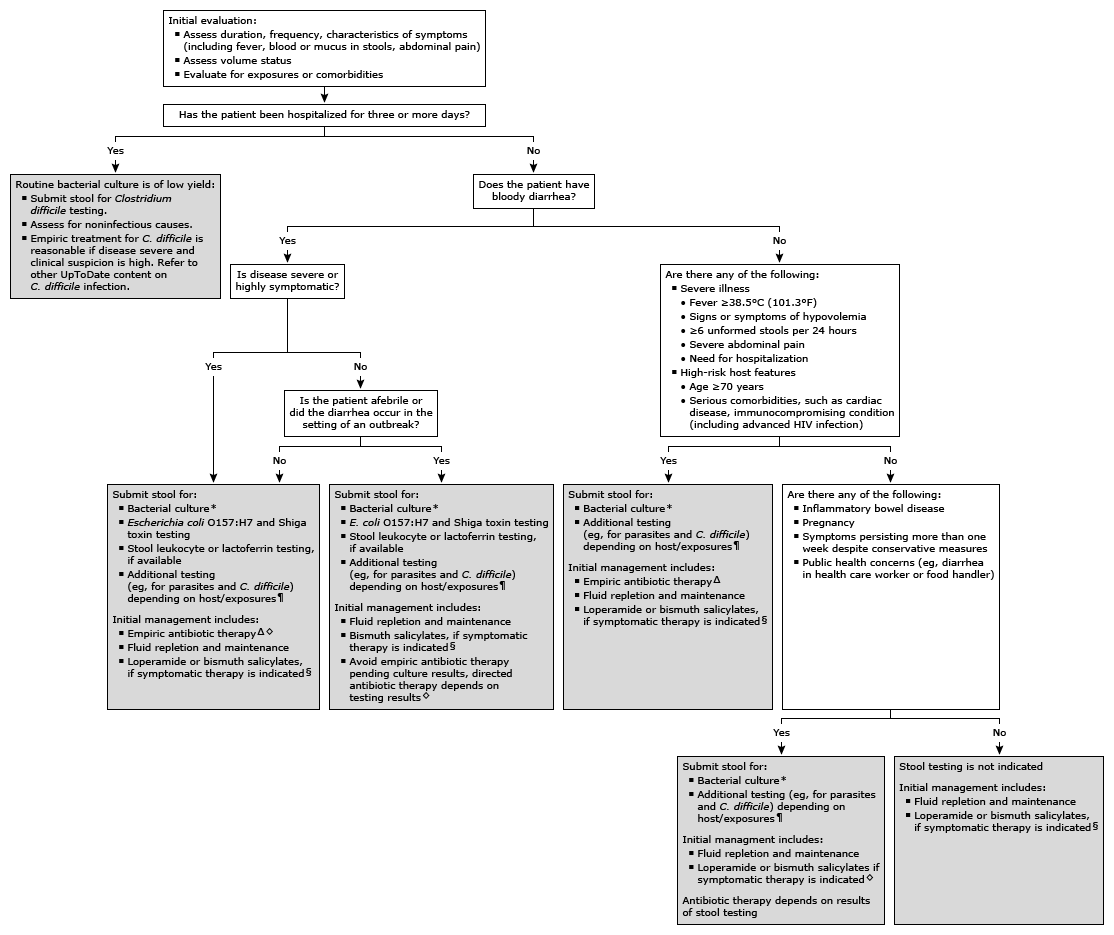 Initial evaluation:
▪ Assess duration, frequency, characteristics of symptoms
(including fever, blood or mucus in stools, abdominal pain)
▪ Assess volume status
▪ Evaluate for exposures or comorbidities
Has the patient been hospitalized for three or more days?
Yes
No
Routine bacterial culture is of low yield:
▪ Submit stool for Clostridium
difficile testing.
▪ Assess for noninfectious causes.
▪ Empiric treatment for C. difficile is
reasonable if disease severe and
clinical suspicion is high. Refer to
other UpToDate content on
C. difficile infection.
Does the patient have
bloody diarrhea?
Yes
No
Is disease severe or
highly symptomatic?
Are there any of the following:
▪ Severe illness
• Fever ≥38.5ºC (101.3ºF)
• Signs or symptoms of hypovolemia
• ≥6 unformed stools per 24 hours
• Severe abdominal pain
• Need for hospitalization
▪ High-risk host features
• Age ≥70 years
• Serious comorbidities, such as cardiac
disease, immunocompromising condition
(including advanced HIV infection)
Yes
No
Is the patient afebrile or
did the diarrhea occur in the
setting of an outbreak?
No
Yes
Yes
No
Submit stool for:
▪ Bacterial culture*
▪ Escherichia coli O157:H7 and Shiga
toxin testing
▪ Stool leukocyte or lactoferrin testing,
if available
▪ Additional testing
(eg, for parasites and C. difficile)
depending on host/exposures¶
Initial management includes:
▪ Empiric antibiotic therapyΔ◇
▪ Fluid repletion and maintenance
▪ Loperamide or bismuth salicylates,
if symptomatic therapy is indicated§
Submit stool for:
▪ Bacterial culture*
▪ E. coli O157:H7 and Shiga toxin testing
▪ Stool leukocyte or lactoferrin testing,
if available
▪ Additional testing
(eg, for parasites and C. difficile)
depending on host/exposures¶
Initial management includes:
▪ Fluid repletion and maintenance
▪ Bismuth salicylates, if symptomatic
therapy is indicated§
▪ Avoid empiric antibiotic therapy
pending culture results, directed
antibiotic therapy depends on
testing results◇
Submit stool for:
▪ Bacterial culture*
▪ Additional testing
(eg, for parasites and C. difficile)
depending on host/exposures¶
Initial management includes:
▪ Empiric antibiotic therapyΔ
▪ Fluid repletion and maintenance
▪ Loperamide or bismuth salicylates,
if symptomatic therapy is indicated§
Are there any of the following:
▪ Inflammatory bowel disease
▪ Pregnancy
▪ Symptoms persisting more than one
week despite conservative measures
▪ Public health concerns (eg, diarrhea
in health care worker or food handler)
Yes
No
Submit stool for:
▪ Bacterial culture*
▪ Additional testing (eg, for parasites
and C. difficile) depending on
host/exposures¶
Initial managment includes:
▪ Fluid repletion and maintenance
▪ Loperamide or bismuth salicylates if
symptomatic therapy is indicated◇
Antibiotic therapy depends on results
of stool testing
Stool testing is not indicated
Initial management includes:
▪ Fluid repletion and maintenance
▪ Loperamide or bismuth salicylates,
if symptomatic therapy is indicated§